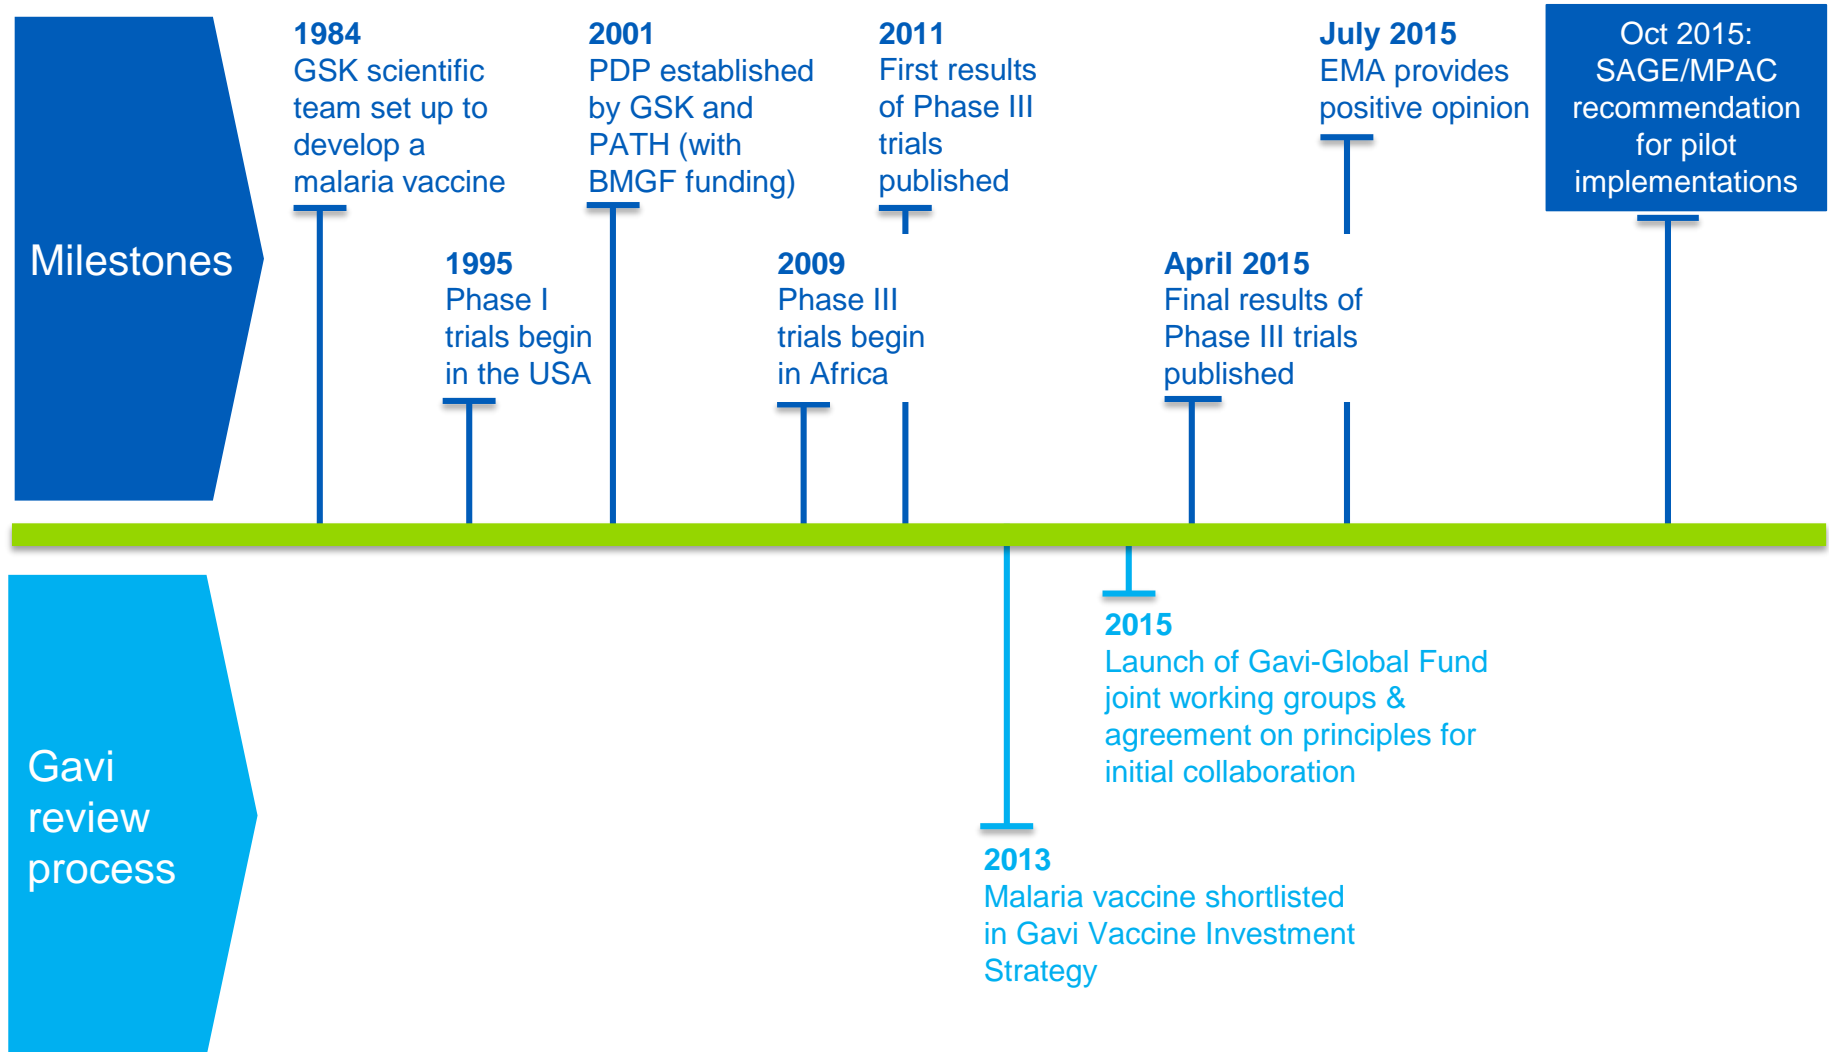 Milestones
1984
GSK scientific
team set up to
develop a
malaria vaccine
1995
Phase I
trials begin
in the USA
2001
PDP established
by GSK and
PATH (with
BMGF funding)
2009
Phase III
trials begin
in Africa
2011
First results
of Phase III
trials
published
April 2015
Final results of
Phase III trials
published
July 2015
EMA provides
positive opinion
Oct 2015:
SAGE/MPAC
recommendation
for pilot
implementations
Gavi
review
process
2013
Malaria vaccine shortlisted
in Gavi Vaccine Investment
Strategy
2015
Launch of Gavi-Global Fund
joint working groups &
agreement on principles for
initial collaboration